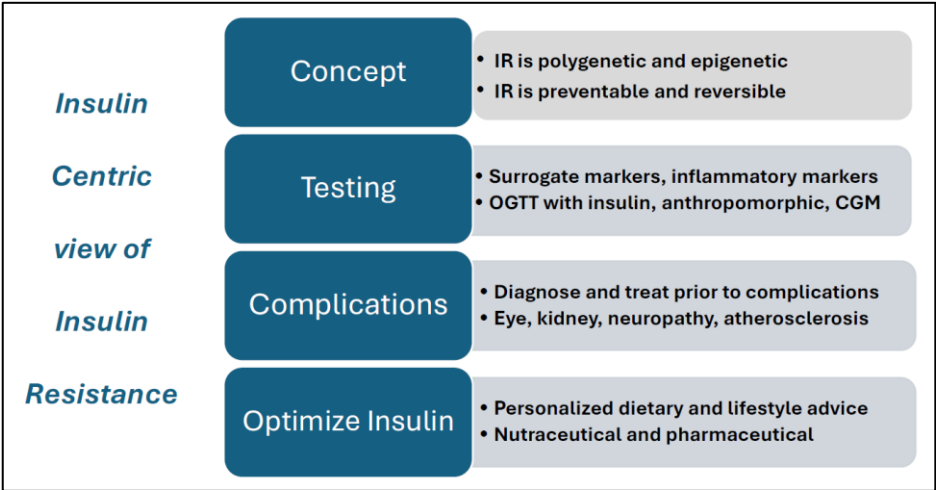 Insulin
Centric
view of
Insulin
Resistance
Concept
• IR is polygenetic and epigenetic
• IR is preventable and reversible
Testing
• Surrogate markers, inflammatory markers
• OGTT with insulin, anthropomorphic, CGM
Complications
• Diagnose and treat prior to complications
• Eye, kidney, neuropathy, atherosclerosis
Optimize Insulin
• Personalized dietary and lifestyle advice
• Nutraceutical and pharmaceutical